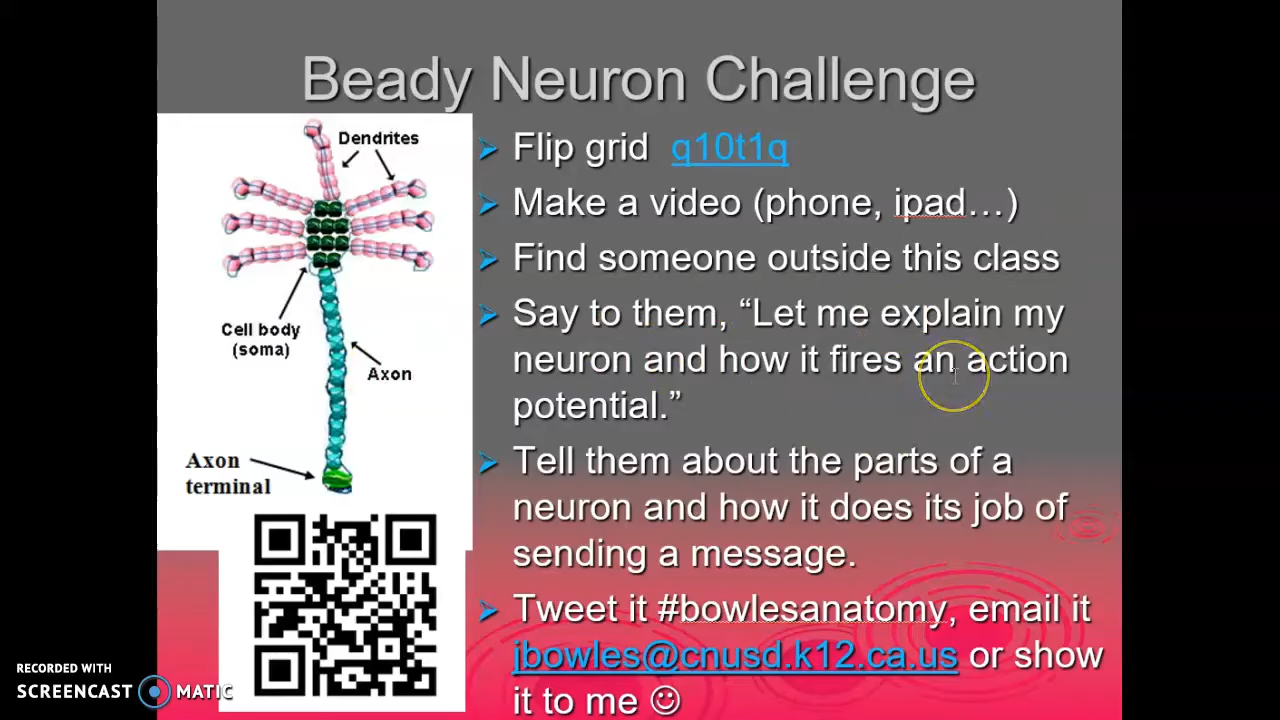 Beady Neuron Challenge
Dendrites
Cell body
(soma)
Axon
Axon
terminal
Flip grid q10t1q
Make a video (phone, ipad…)
Find someone outside this class
Say to them, “Let me explain my
neuron and how it fires an action
potential.”
Tell them about the parts of a
neuron and how it does its job of
sending a message.
Tweet it #bowlesanatomy, email it
jbowles@cnusd.k12.ca.us or show
it to me ☺
RECORDED WITH
SCREENCAST MATIC